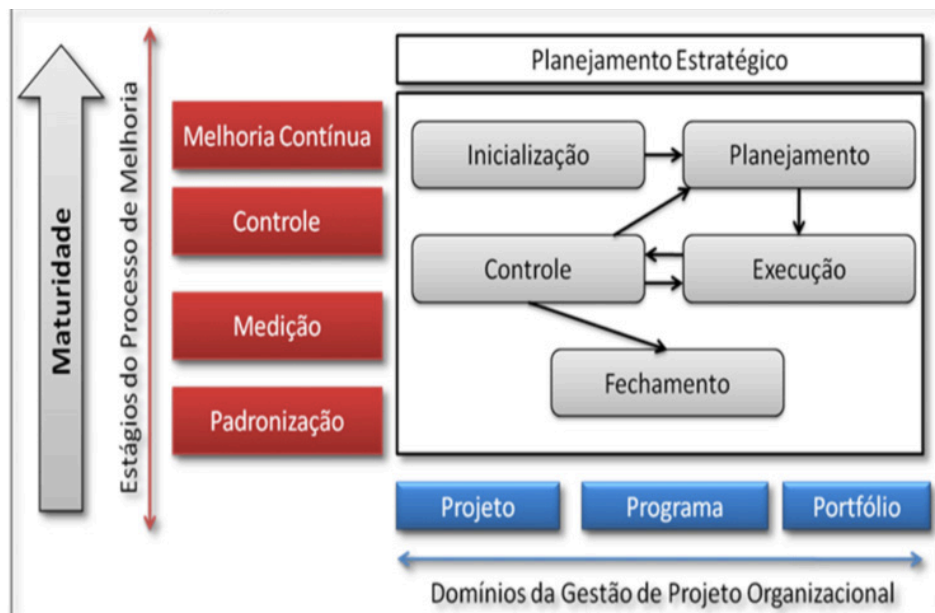 Maturidade
Estágios do Processo de Melhoria
Melhoria Contínua
Controle
Medição
Padronização
Planejamento Estratégico
Inicialização
Planejamento
Controle
Execução
Fechamento
Projeto
Programa
Portfólio
Domínios da Gestão de Projeto Organizacional